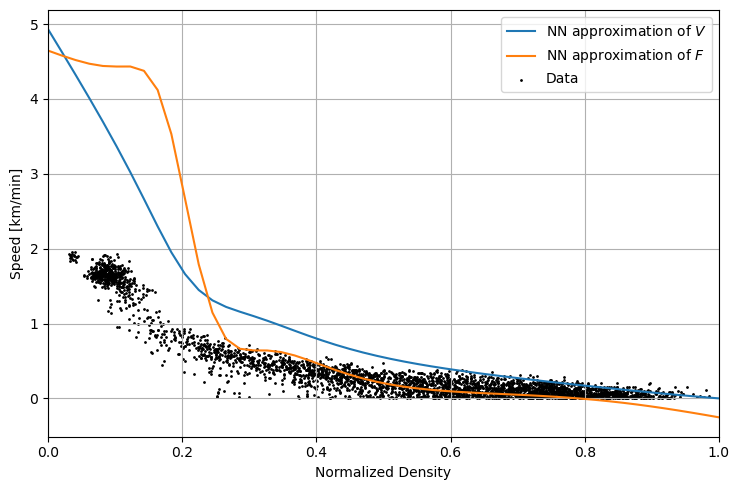 NN approximation of V
NN approximation of F
Data
Speed [km/min]
5
4
3
2
1
0
0.0 0.2 0.4 0.6 0.8 1.0
Normalized Density